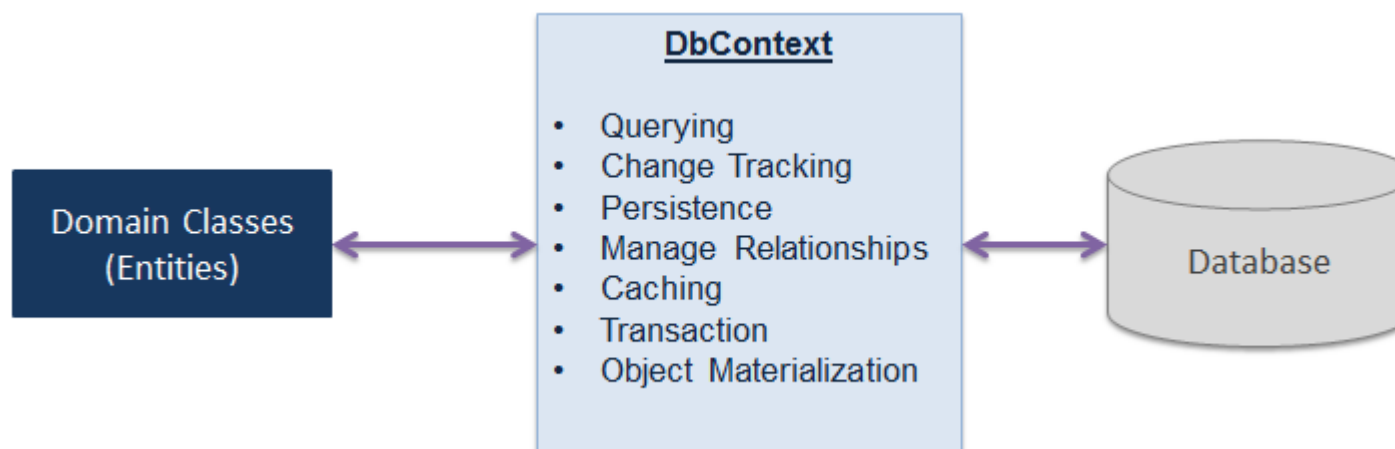 Domain Classes
(Entities)
DbContext
• Querying
• Change Tracking
• Persistence
• Manage Relationships
• Caching
• Transaction
• Object Materialization
Database